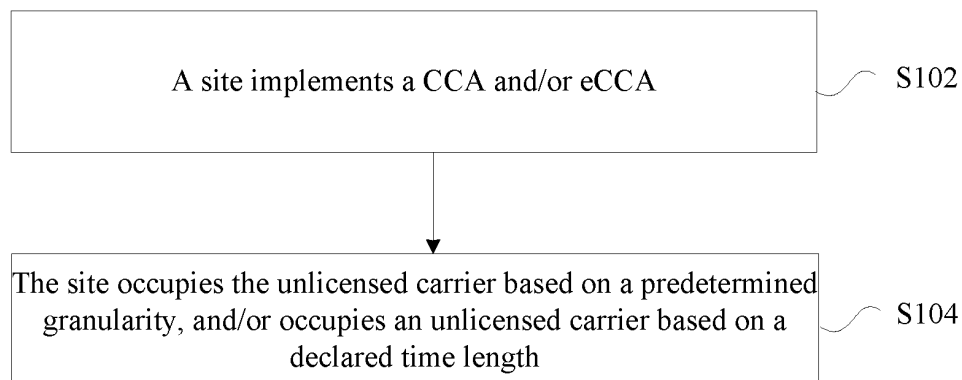 A site implements a CCA and/or eCCA
S102
The site occupies the unlicensed carrier based on a predetermined
granularity, and/or occupies an unlicensed carrier based on a
declared time length
S104